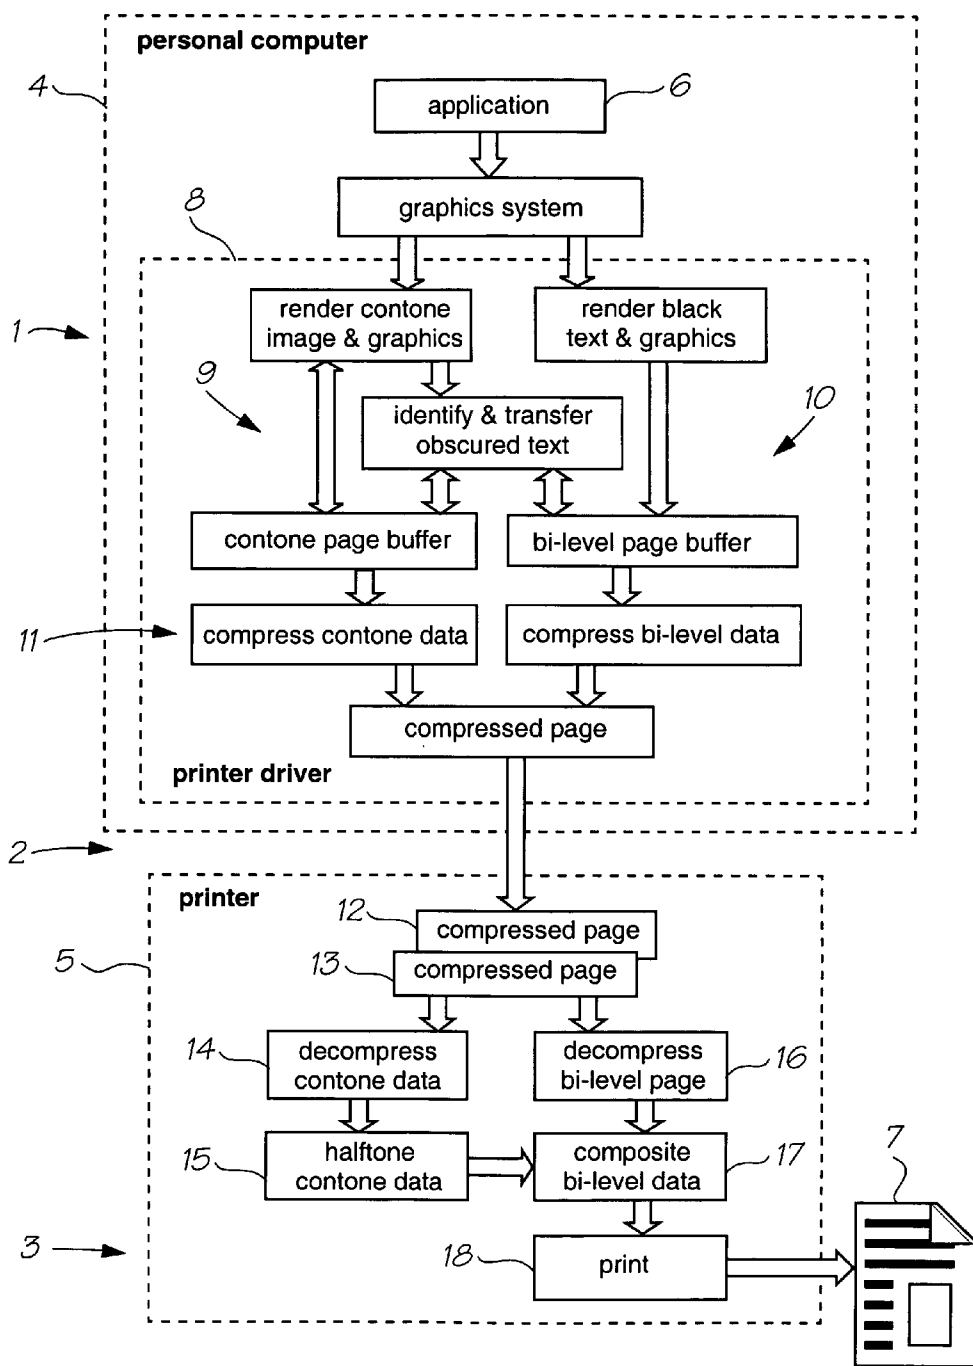 personal computer
4
application
6
graphics system
8
render contone
image & graphics
render black
text & graphics
1
9
identify & transfer
obscured text
10
contone page buffer
bi-level page buffer
11
compress contone data
compress bi-level data
compressed page
printer driver
2
printer
12
compressed page
5
13
compressed page
14
decompress
contone data
decompress
bi-level page
16
15
halftone
contone data
composite
bi-level data
17
7
3
18
print